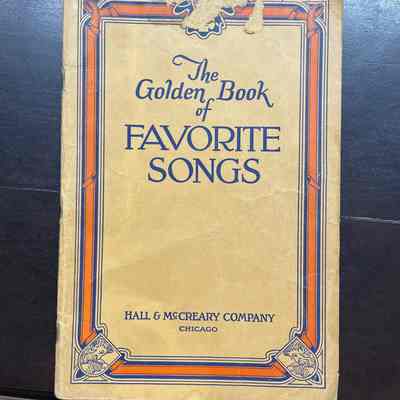 The
Golden Book
of
FAVORITE
SONGS
HALL & McCREARY COMPANY
CHICAGO